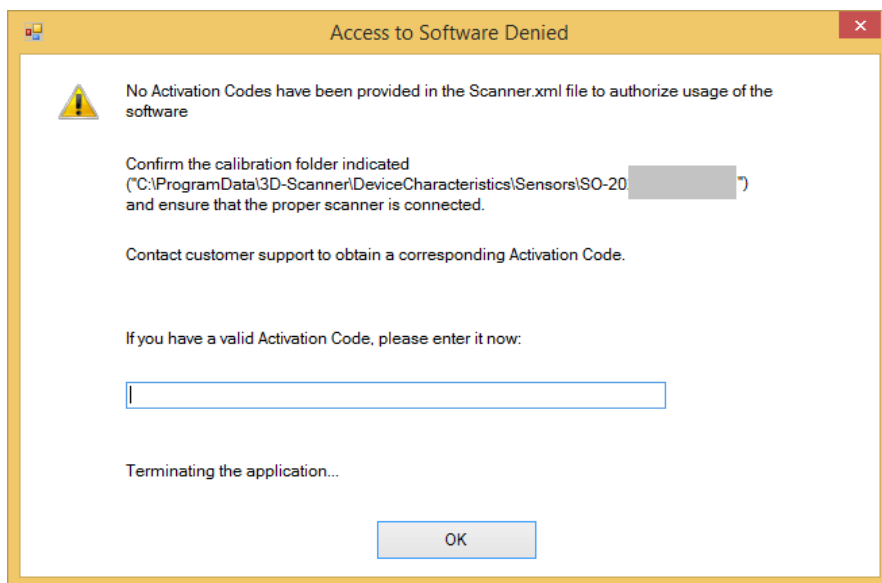 Access to Software Denied
No Activation Codes have been provided in the Scanner.xml file to authorize usage of the
software
Confirm the calibration folder indicated
("C:\ProgramData\3D-Scanner\DeviceCharacteristics\Sensors\SO-20 ")
and ensure that the proper scanner is connected.
Contact customer support to obtain a corresponding Activation Code.
If you have a valid Activation Code, please enter it now:
Terminating the application...
OK